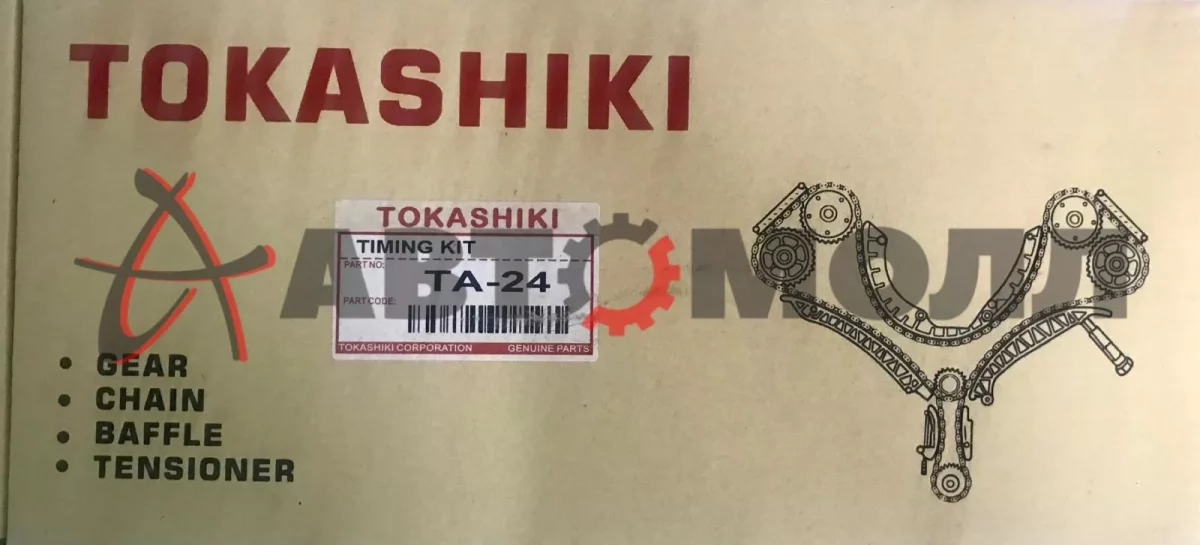 TOKASHIKI
TOKASHIKI
TIMING KIT
PART NO:
TA-24
PART CODE:
TOKASHIKI CORPORATION GENUINE PARTS
АВТОМОЛЛ
• GEAR
• CHAIN
• BAFFLE
• TENSIONER